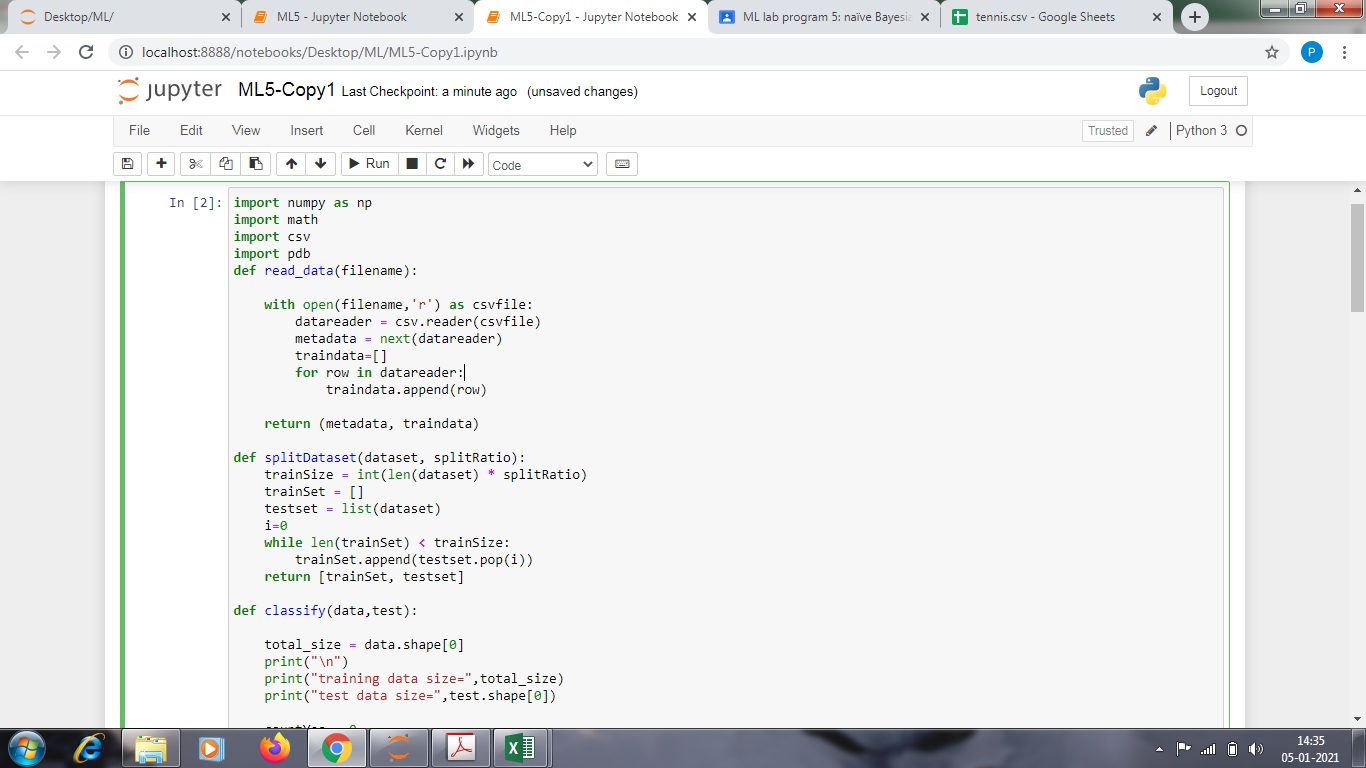 Desktop/ML/
ML5 - Jupyter Notebook
ML5-Copy1 - Jupyter Notebook
ML lab program 5: naïve Bayesia
tennis.csv - Google Sheets
localhost:8888/notebooks/Desktop/ML/ML5-Copy1.ipynb
P
jupyter ML5-Copy1 Last Checkpoint: a minute ago (unsaved changes)
Logout
File Edit View Insert Cell Kernel Widgets Help
Trusted
Python 3
Run
Code
In [2]:
import numpy as np
import math
import csv
import pdb
def read_data(filename):
    with open(filename,'r') as csvfile:
        datareader = csv.reader(csvfile)
        metadata = next(datareader)
        traindata=[]
        for row in datareader:
            traindata.append(row)
    return (metadata, traindata)
def splitDataset(dataset, splitRatio):
    trainSize = int(len(dataset) * splitRatio)
    trainSet = []
    testset = list(dataset)
    i=0
    while len(trainSet) < trainSize:
        trainSet.append(testset.pop(i))
    return [trainSet, testset]
def classify(data,test):
    total_size = data.shape[0]
    print("\n")
    print("training data size=",total_size)
    print("test data size=",test.shape[0])
14:35
05-01-2021